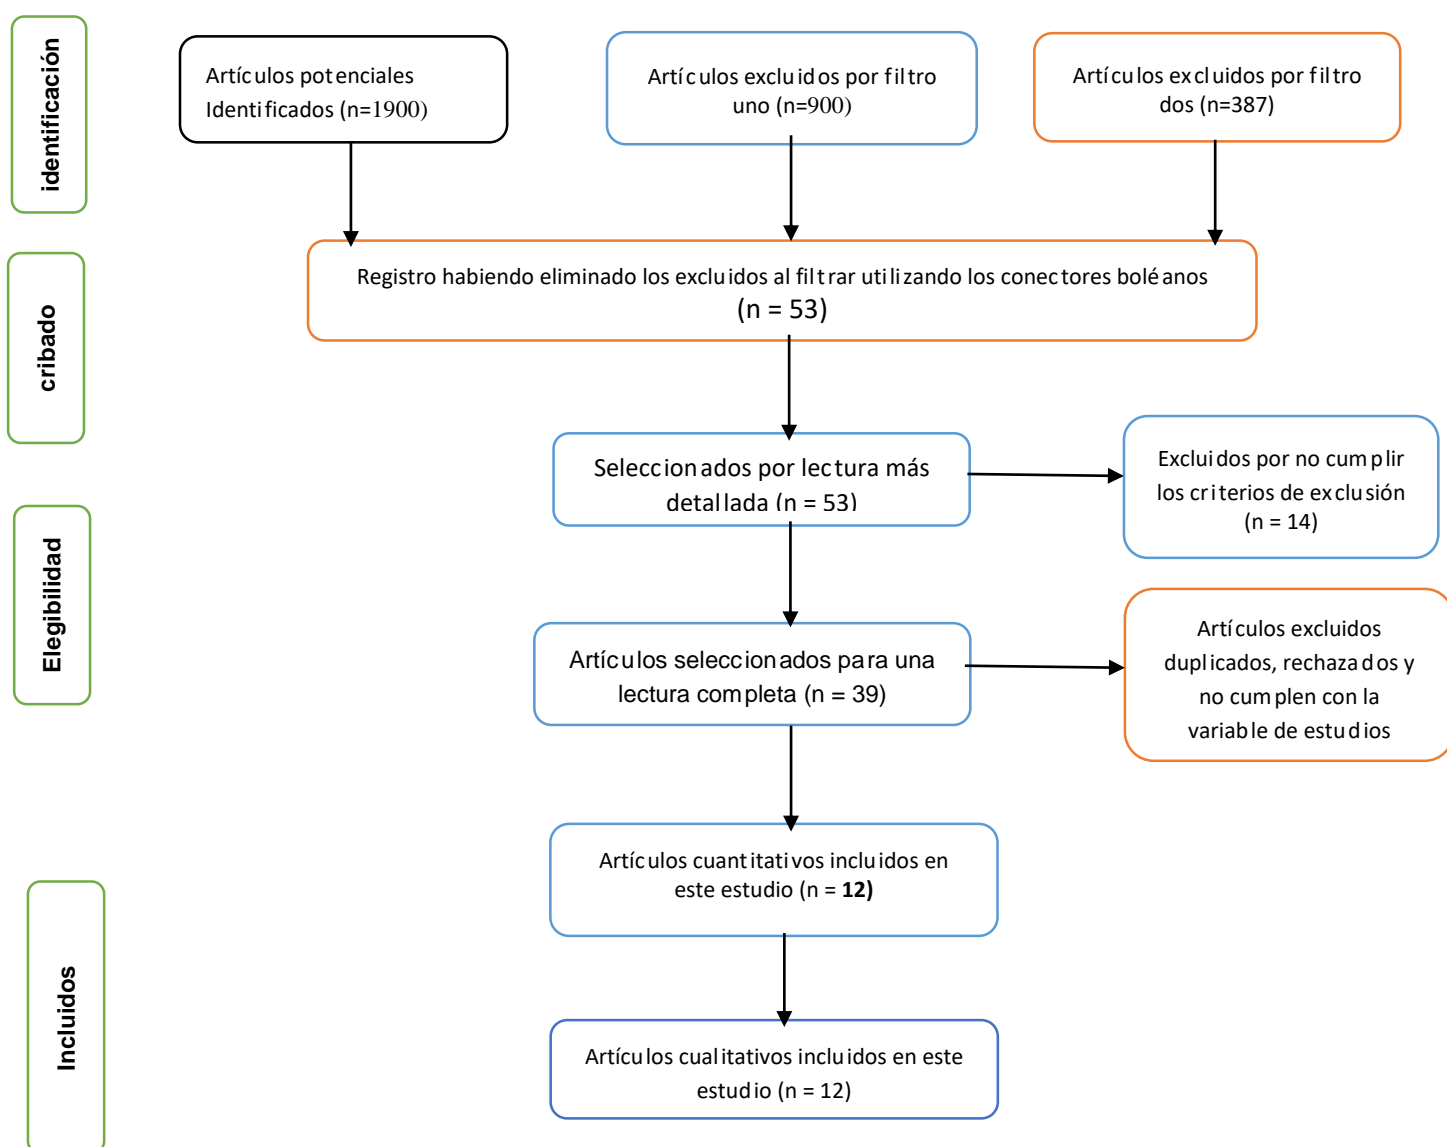 identificación
Artículos potenciales
Identificados (n=1900)
Artículos excluidos por filtro
uno (n=900)
Artículos excluidos por filtro
dos (n=387)
cribado
Registro habiendo eliminado los excluidos al filtrar utilizando los conectores boléanos
(n = 53)
Seleccionados por lectura más
detallada (n = 53)
Excluidos por no cumplir
los criterios de exclusión
(n = 14)
Elegibilidad
Artículos seleccionados para una
lectura completa (n = 39)
Artículos excluidos
duplicados, rechazados y
no cumplen con la
variable de estudios
Incluidos
Artículos cuantitativos incluidos en
este estudio (n = 12)
Artículos cualitativos incluidos en este
estudio (n = 12)